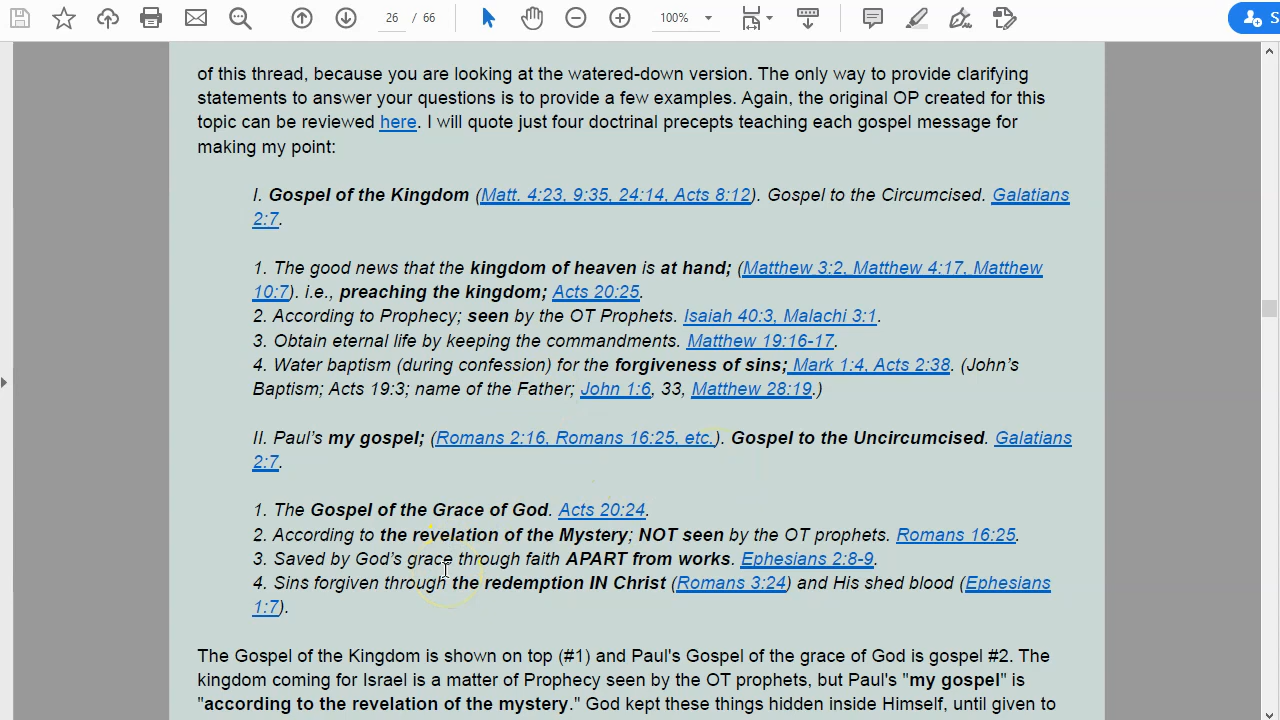 26 / 66
100%
S
of this thread, because you are looking at the watered-down version. The only way to provide clarifying
statements to answer your questions is to provide a few examples. Again, the original OP created for this
topic can be reviewed here. I will quote just four doctrinal precepts teaching each gospel message for
making my point:
I. Gospel of the Kingdom (Matt. 4:23, 9:35, 24:14, Acts 8:12). Gospel to the Circumcised. Galatians
2:7.
1. The good news that the kingdom of heaven is at hand; (Matthew 3:2, Matthew 4:17, Matthew
10:7). i.e., preaching the kingdom; Acts 20:25.
2. According to Prophecy; seen by the OT Prophets. Isaiah 40:3, Malachi 3:1.
3. Obtain eternal life by keeping the commandments. Matthew 19:16-17.
4. Water baptism (during confession) for the forgiveness of sins; Mark 1:4, Acts 2:38. (John’s
Baptism; Acts 19:3; name of the Father; John 1:6, 33, Matthew 28:19.)
II. Paul’s my gospel; (Romans 2:16, Romans 16:25, etc.). Gospel to the Uncircumcised. Galatians
2:7.
1. The Gospel of the Grace of God. Acts 20:24.
2. According to the revelation of the Mystery; NOT seen by the OT prophets. Romans 16:25.
3. Saved by God’s grace through faith APART from works. Ephesians 2:8-9.
4. Sins forgiven through the redemption IN Christ (Romans 3:24) and His shed blood (Ephesians
1:7).
The Gospel of the Kingdom is shown on top (#1) and Paul's Gospel of the grace of God is gospel #2. The
kingdom coming for Israel is a matter of Prophecy seen by the OT prophets, but Paul's "my gospel" is
"according to the revelation of the mystery." God kept these things hidden inside Himself, until given to